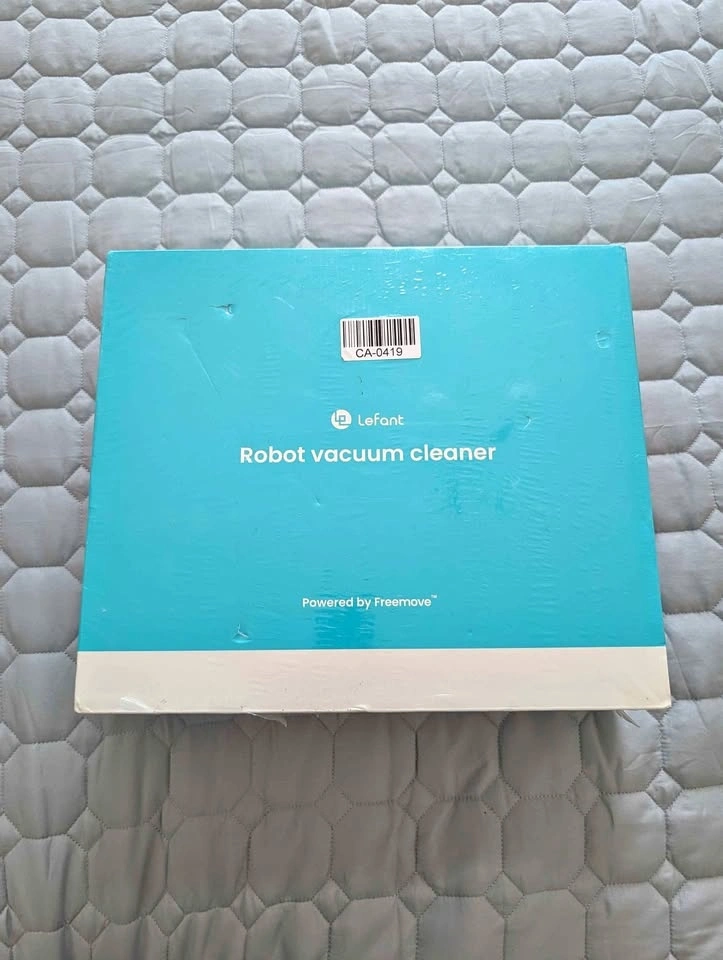 CA-0419
Lefant
Robot vacuum cleaner
Powered by Freemove™